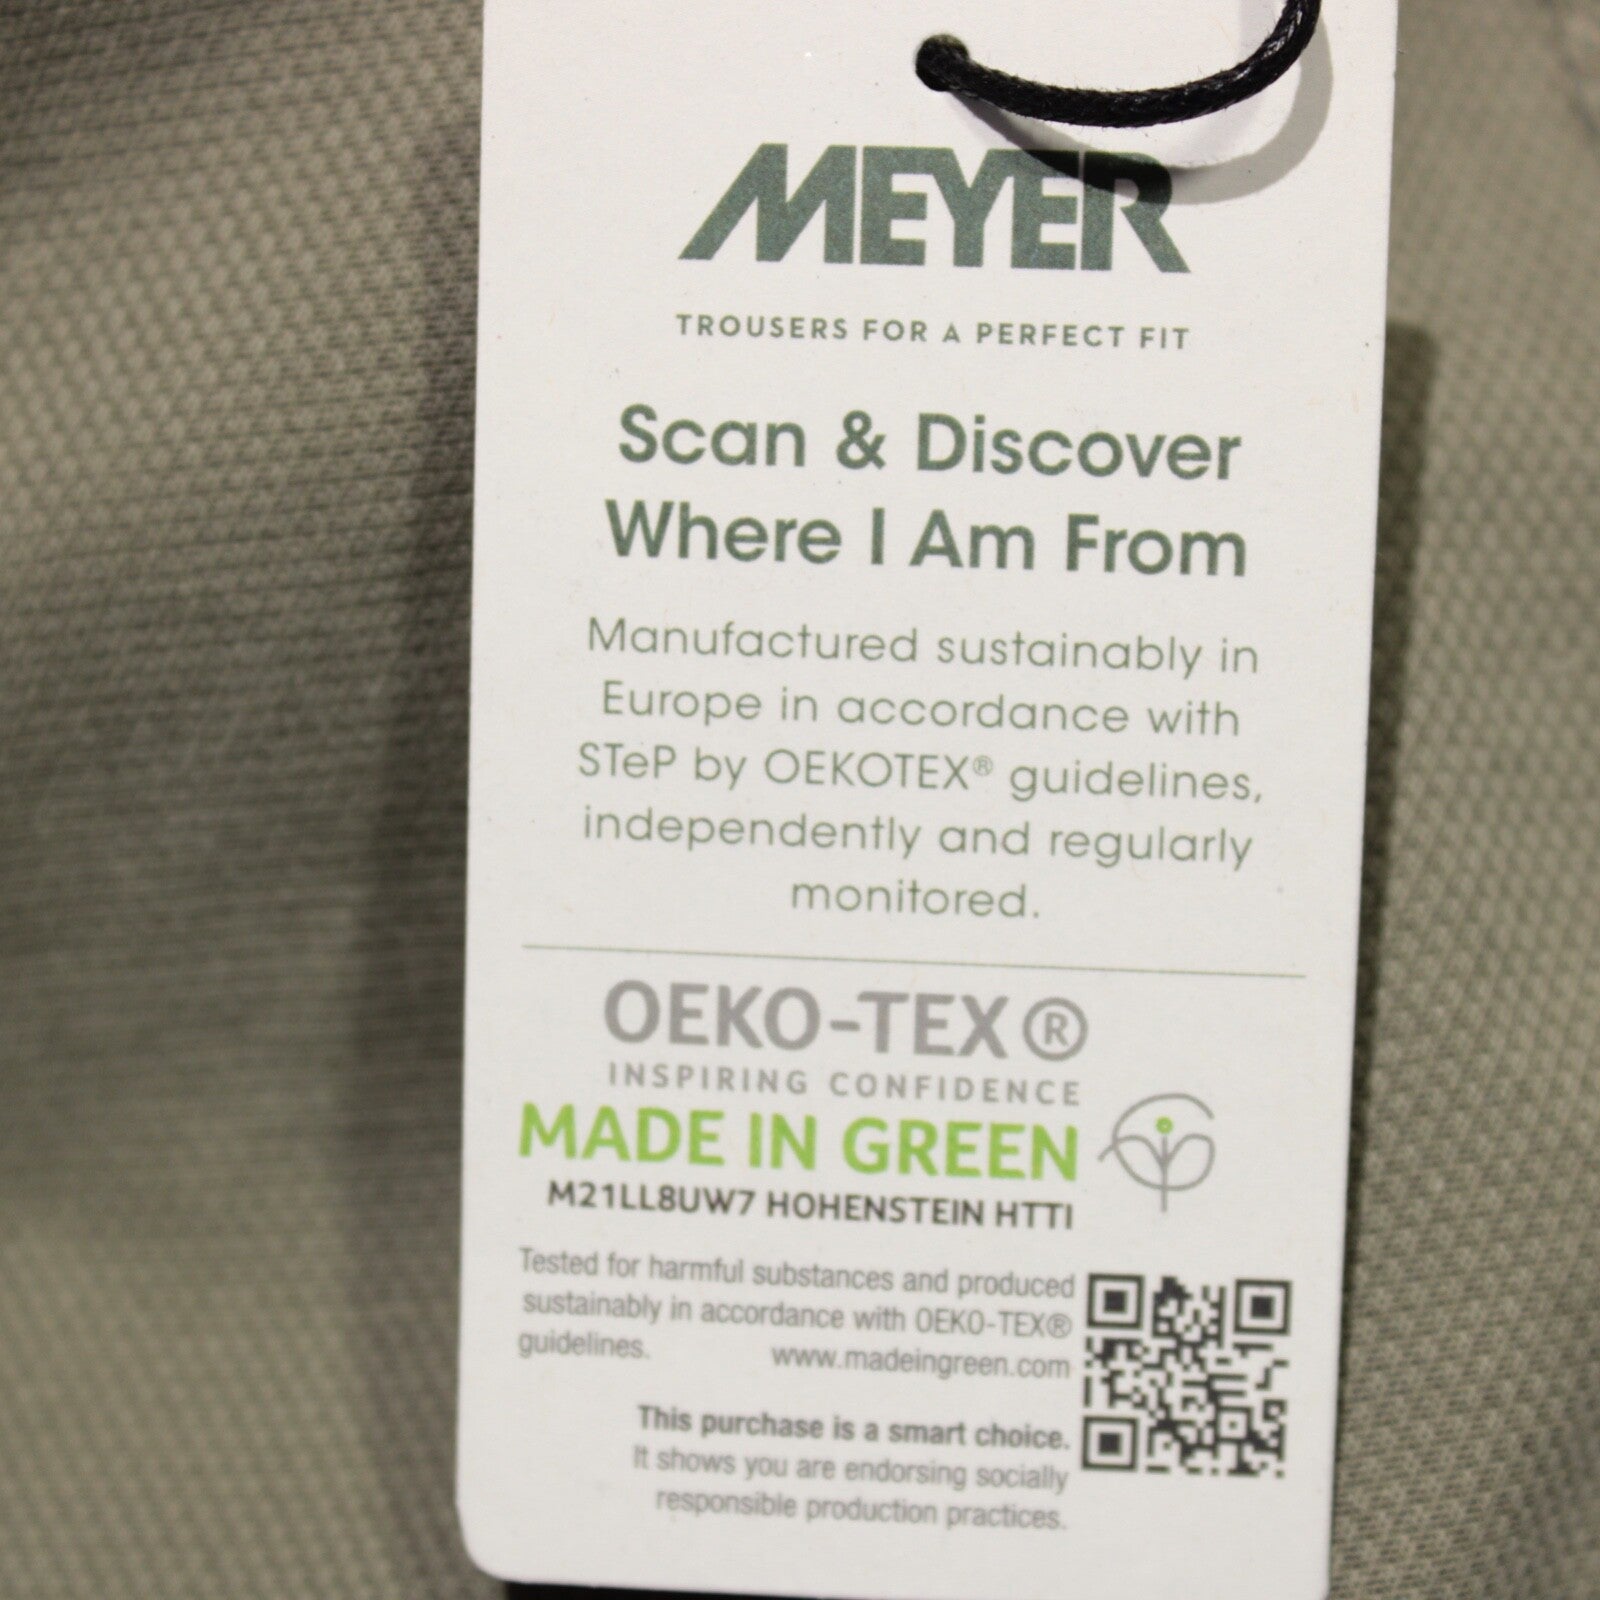 MEYER
TROUSERS FOR A PERFECT FIT
Scan & Discover
Where I Am From
Manufactured sustainably in
Europe in accordance with
STeP by OEKOTEX® guidelines,
independently and regularly
monitored.
OEKO-TEX®
INSPIRING CONFIDENCE
MADE IN GREEN
M21LL8UW7 HOHENSTEIN HTTI
Tested for harmful substances and produced
sustainably in accordance with OEKO-TEX®
guidelines. www.madeingreen.com
This purchase is a smart choice.
It shows you are endorsing socially
responsible production practices.